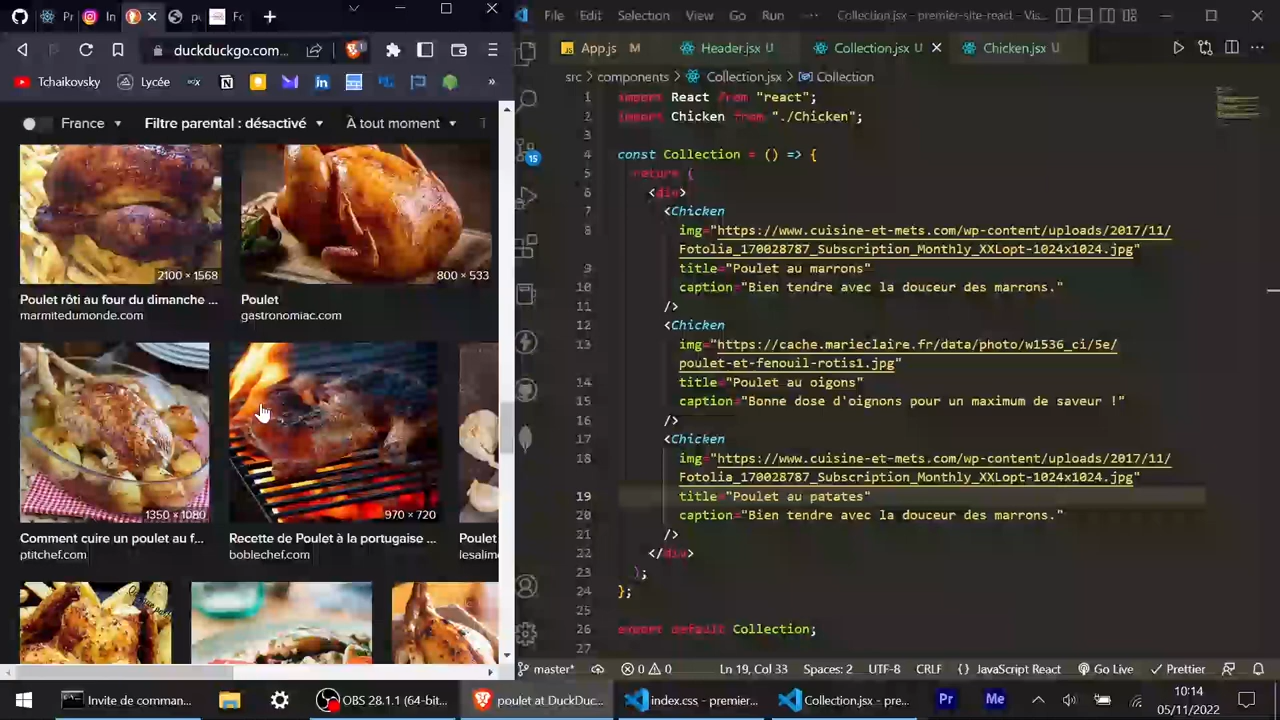 Pr
In
p
Fc
duckduckgo.com...
1
Tchaikovsky
Lycée
»
France
Filtre parental : désactivé
À tout moment
2100 × 1568
800 × 533
Poulet rôti au four du dimanche ...
Poulet
marmitedumonde.com
gastronomiac.com
1350 × 1080
970 × 720
Comment cuire un poulet au f...
Recette de Poulet à la portugaise ...
Poulet
ptitchef.com
boblechef.com
lesalime
File Edit Selection View Go Run ...
Collection.jsx - premier-site-react - Vis...
App.js M
Header.jsx U
Collection.jsx U
Chicken.jsx U
src > components > Collection.jsx > Collection
15
1 import React from "react";
2 import Chicken from "./Chicken";
3
4 const Collection = () => {
5 return (
6 <div>
7 <Chicken
8 img="https://www.cuisine-et-mets.com/wp-content/uploads/2017/11/
Fotolia_170028787_Subscription_Monthly_XXLopt-1024x1024.jpg"
9 title="Poulet au marrons"
10 caption="Bien tendre avec la douceur des marrons."
11 />
12 <Chicken
13 img="https://cache.marieclaire.fr/data/photo/w1536_ci/5e/
poulet-et-fenouil-rotis1.jpg"
14 title="Poulet au oigons"
15 caption="Bonne dose d'oignons pour un maximum de saveur !"
16 />
17 <Chicken
18 img="https://www.cuisine-et-mets.com/wp-content/uploads/2017/11/
Fotolia_170028787_Subscription_Monthly_XXLopt-1024x1024.jpg"
19 title="Poulet au patates"
20 caption="Bien tendre avec la douceur des marrons."
21 />
22 </div>
23 );
24 };
25
26 export default Collection;
27
master*
0 0
Ln 19, Col 33
Spaces: 2
UTF-8
CRLF
{} JavaScript React
Go Live
Prettier
Invite de comman...
OBS 28.1.1 (64-bit...
poulet at DuckDuc...
index.css - premier...
Collection.jsx - pre...
Pr
Me
10:14
05/11/2022